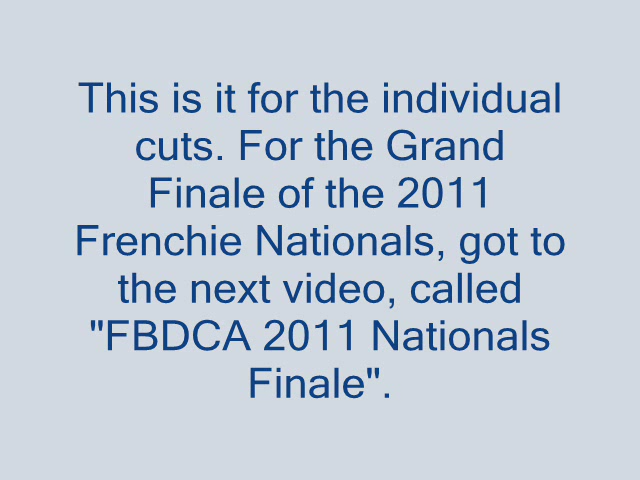 This is it for the individual
cuts. For the Grand
Finale of the 2011
Frenchie Nationals, got to
the next video, called
"FBDCA 2011 Nationals
Finale".